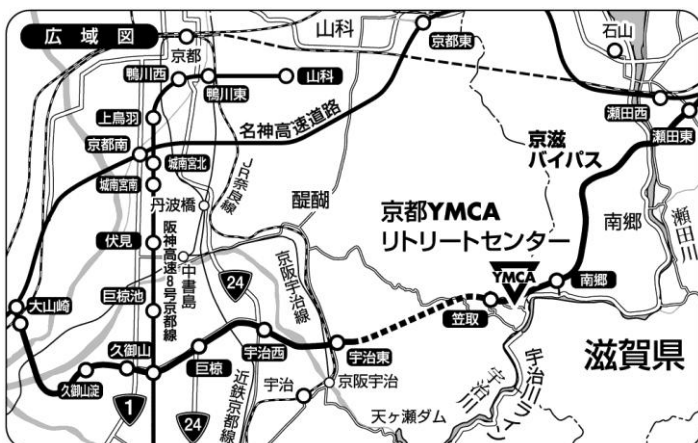 広域図
京都
山科
京都東
石山
鴨川西
鴨川東
山科
上鳥羽
名神高速道路
瀬田西
瀬田東
京都南
城南宮北
城南宮南
JR奈良線
京滋
バイパス
丹波橋
醍醐
京都YMCA
リトリートセンター
南郷
瀬田川
伏見
阪神高速8号京都線
中書島
24
京阪宇治線
YMCA
南郷
大山崎
巨椋池
笠取
久御山
宇治西
宇治東
滋賀県
久御山淀
巨椋
宇治
京阪宇治
宇治川
宇治川ライン
1
24
近鉄京都線
天ヶ瀬ダム